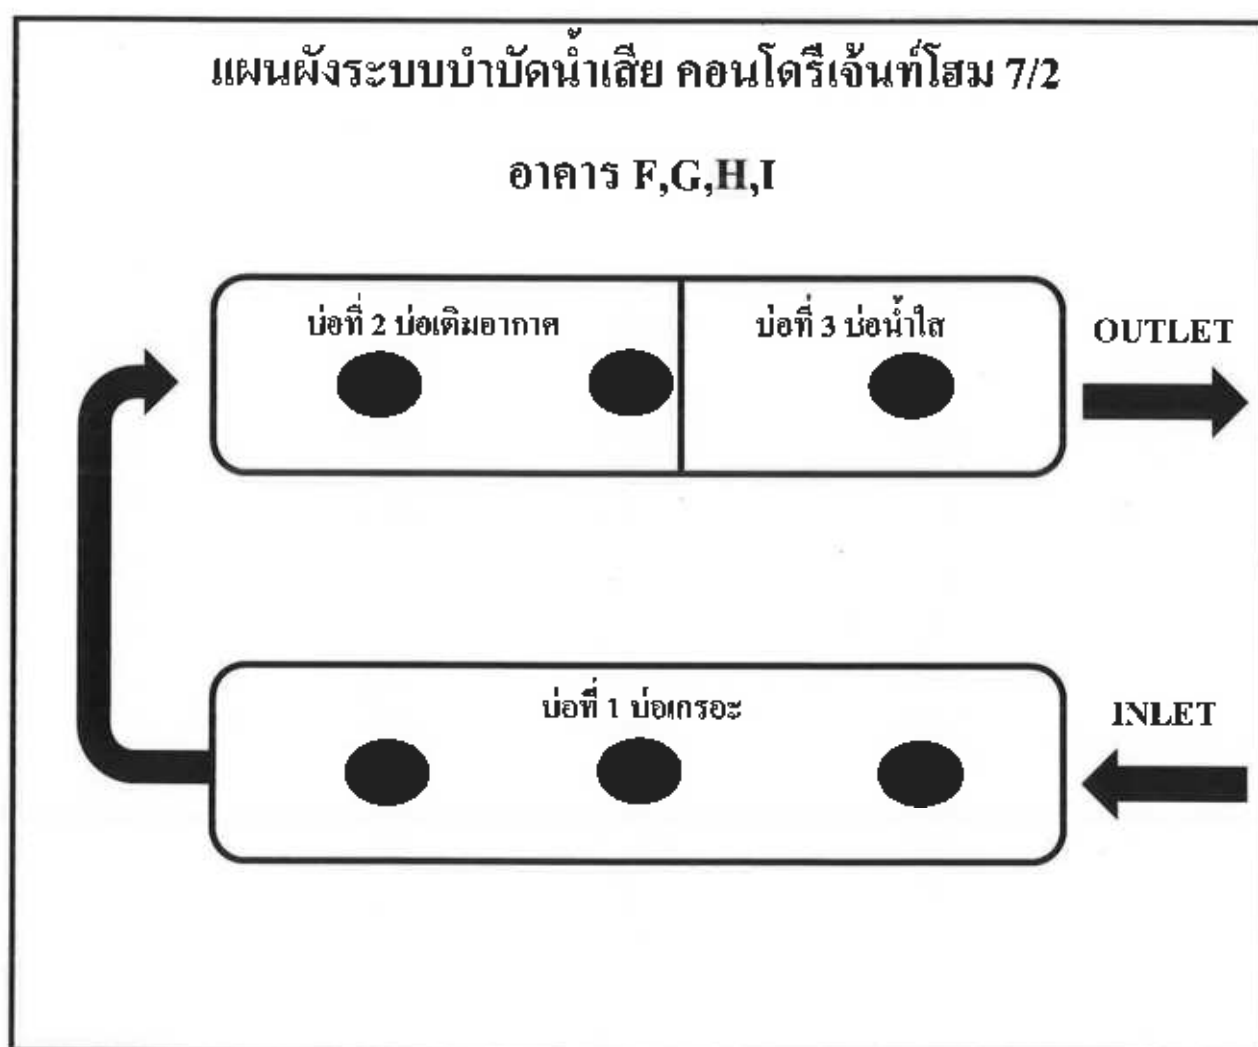 แผนผังระบบบำบัดน้ำเสีย คอนโดรีเจ้นท์โฮม 7/2
อาคาร F,G,H,I
บ่อที่ 2 บ่อเติมอากาศ
บ่อที่ 3 บ่อน้ำใส
OUTLET
บ่อที่ 1 บ่อเกรอะ
INLET